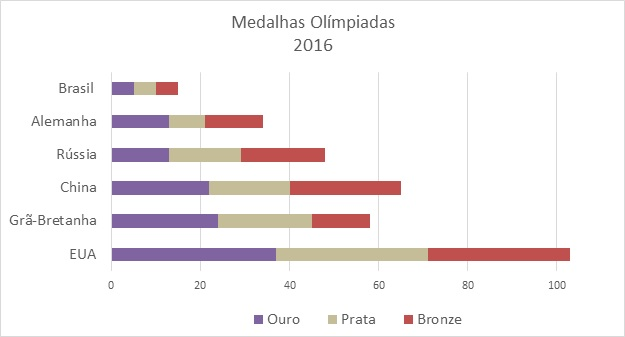 Medalhas Olímpiadas
2016
Brasil
Alemanha
Rússia
China
Grã-Bretanha
EUA
0 20 40 60 80 100
Ouro Prata Bronze